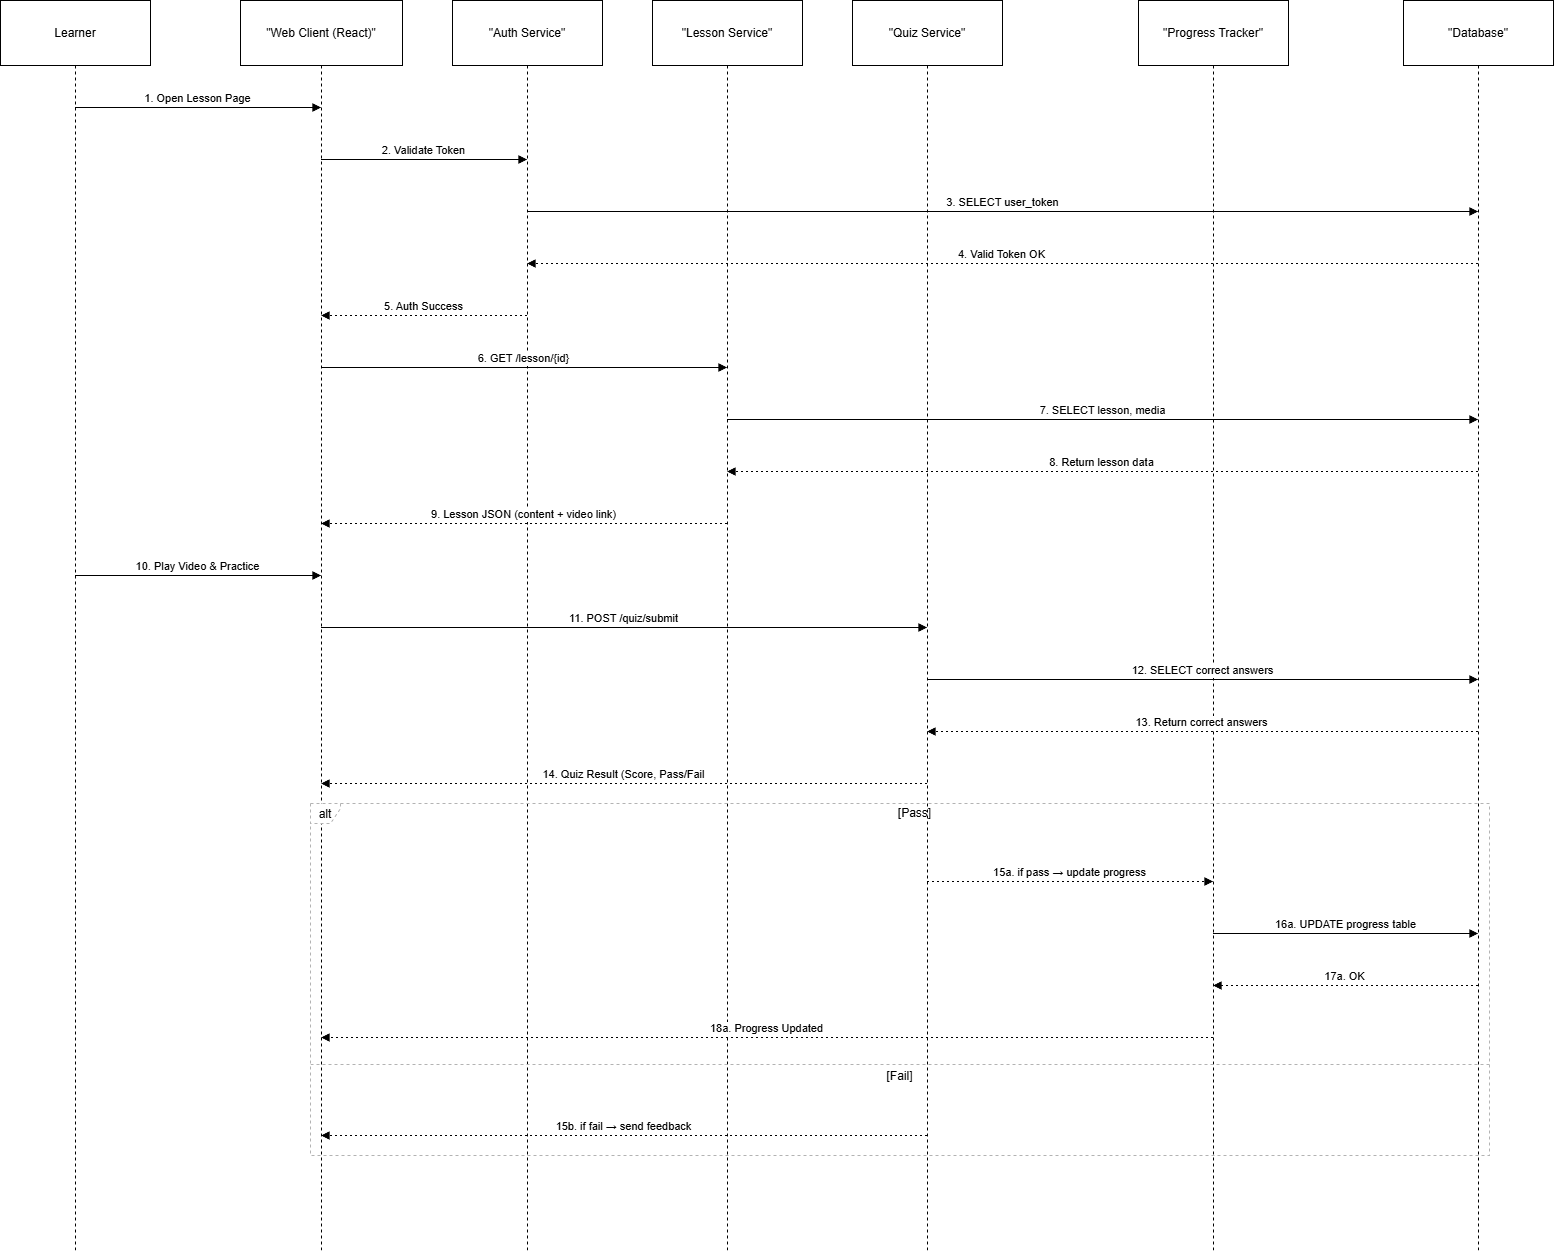 Learner
"Web Client (React)"
"Auth Service"
"Lesson Service"
"Quiz Service"
"Progress Tracker"
"Database"
1. Open Lesson Page
2. Validate Token
3. SELECT user_token
4. Valid Token OK
5. Auth Success
6. GET /lesson/{id}
7. SELECT lesson, media
8. Return lesson data
9. Lesson JSON (content + video link)
10. Play Video & Practice
11. POST /quiz/submit
12. SELECT correct answers
13. Return correct answers
14. Quiz Result (Score, Pass/Fail
alt
[Pass]
15a. if pass → update progress
16a. UPDATE progress table
17a. OK
18a. Progress Updated
[Fail]
15b. if fail → send feedback